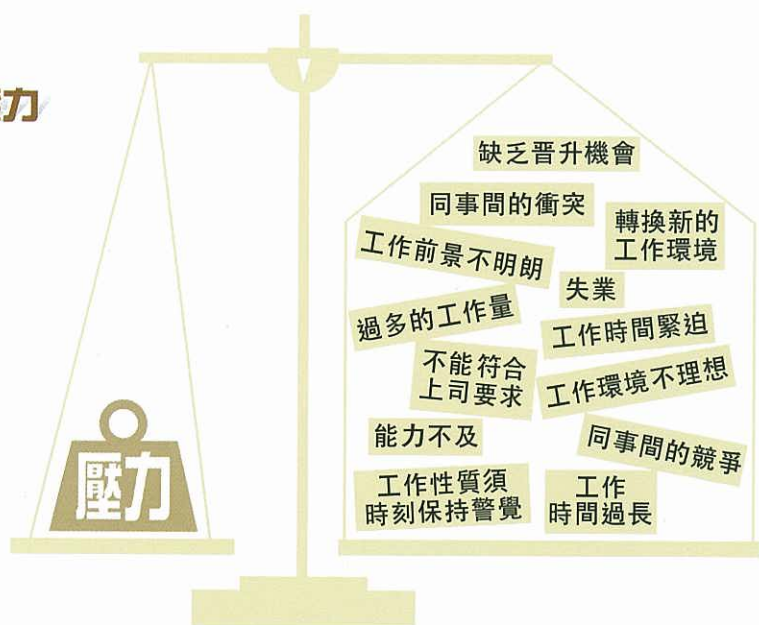 力
缺乏晋升機會
同事間的衝突
轉換新的
工作環境
工作前景不明朗
失業
過多的工作量
工作時間緊迫
不能符合
上司要求
工作環境不理想
能力不及
同事間的競爭
工作性質須
時刻保持警覺
工作
時間過長
壓力